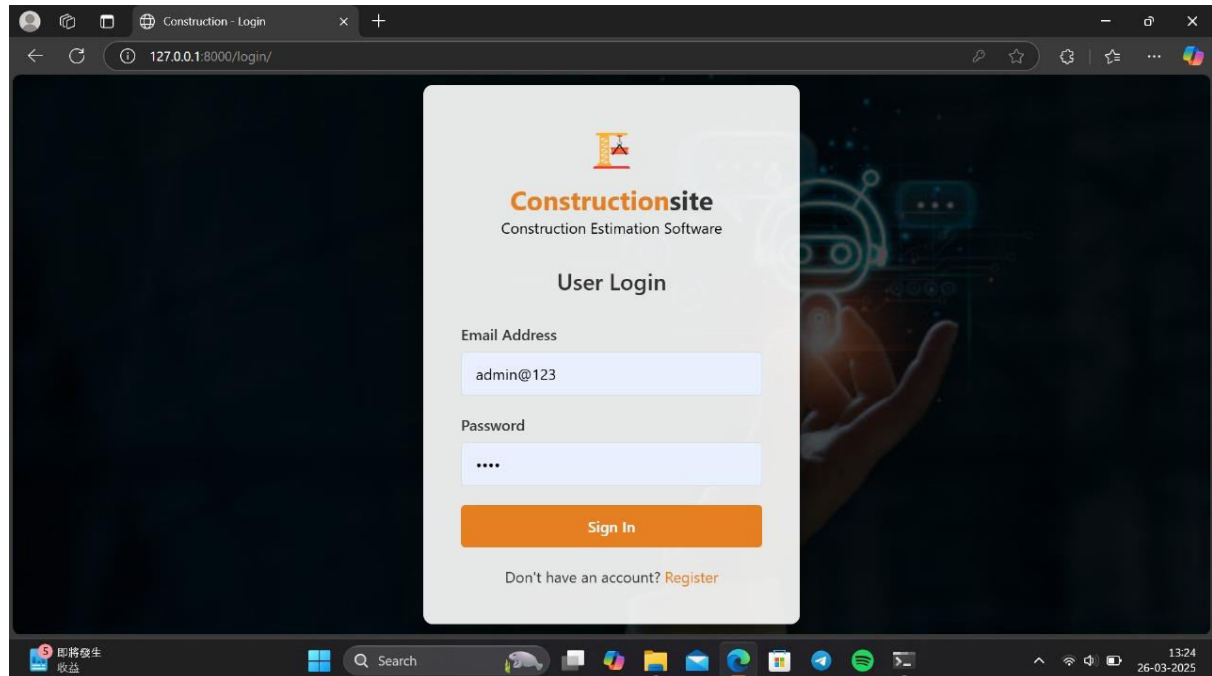 Construction - Login
127.0.0.1:8000/login/
Constructionsite
Construction Estimation Software
User Login
Email Address
admin@123
Password
••••
Sign In
Don't have an account? Register
5
即將發生
收益
Search
13:24
26-03-2025